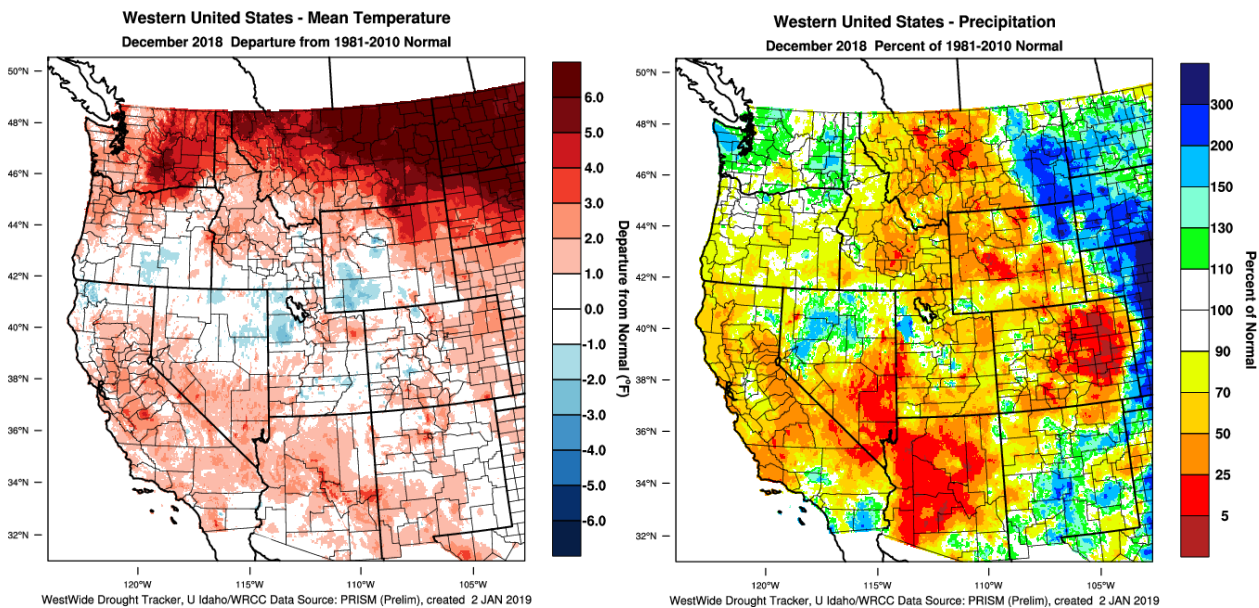 Western United States - Mean Temperature
December 2018 Departure from 1981-2010 Normal
50°N
48°N
46°N
44°N
42°N
40°N
38°N
36°N
34°N
32°N
120°W
115°W
110°W
105°W
6.0
5.0
4.0
3.0
2.0
1.0
0.0
-1.0
-2.0
-3.0
-4.0
-5.0
-6.0
Departure from Normal (°F)
WestWide Drought Tracker, U Idaho/WRCC Data Source: PRISM (Prelim), created 2 JAN 2019
Western United States - Precipitation
December 2018 Percent of 1981-2010 Normal
50°N
48°N
46°N
44°N
42°N
40°N
38°N
36°N
34°N
32°N
120°W
115°W
110°W
105°W
300
200
150
130
110
100
90
70
50
25
5
Percent of Normal
WestWide Drought Tracker, U Idaho/WRCC Data Source: PRISM (Prelim), created 2 JAN 2019